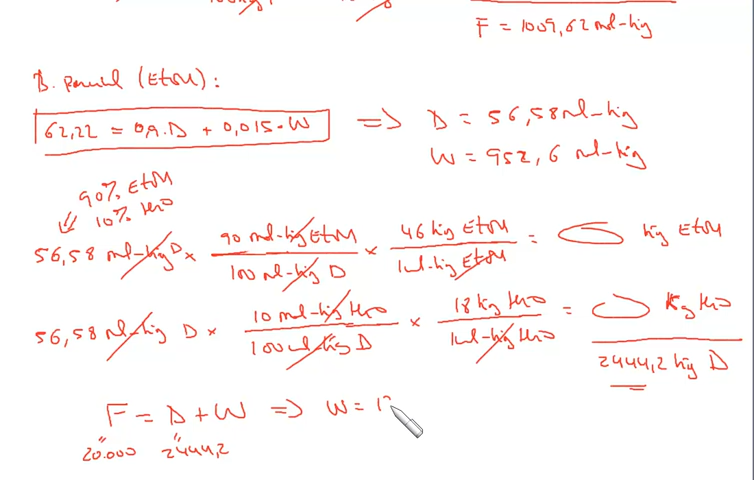 F = 1009,62 mol-kg
B. parcial (EtOH):
62,22 = 0,9.D + 0,015.W => D = 56,58 mol-kg
W = 952,6 mol-kg
90% EtOH
10% H2O
56,58 mol-kg D x 90 mol-kg EtOH / 100 mol-kg D x 46 kg EtOH / 1 mol-kg EtOH = kg EtOH
56,58 mol-kg D x 10 mol-kg H2O / 100 mol-kg D x 18 kg H2O / 1 mol-kg H2O = kg H2O
2444,2 kg D
F = D + W => W = 1
20.000 2444,2